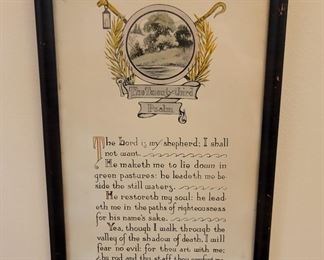 The Twenty-third
Psalm
The Lord is my shepherd; I shall
not want.
He maketh me to lie down in
green pastures: he leadeth me be-
side the still waters.
He restoreth my soul: he lead-
eth me in the paths of righteousness
for his name's sake.
Yea, though I walk through the
valley of the shadow of death, I will
fear no evil: for thou art with me;
thy rod and thy staff they comfort me.